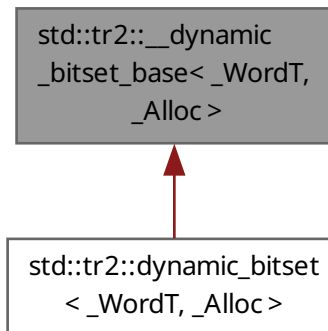 std::tr2::__dynamic
_bitset_base< _WordT,
_Alloc >
std::tr2::dynamic_bitset
< _WordT, _Alloc >